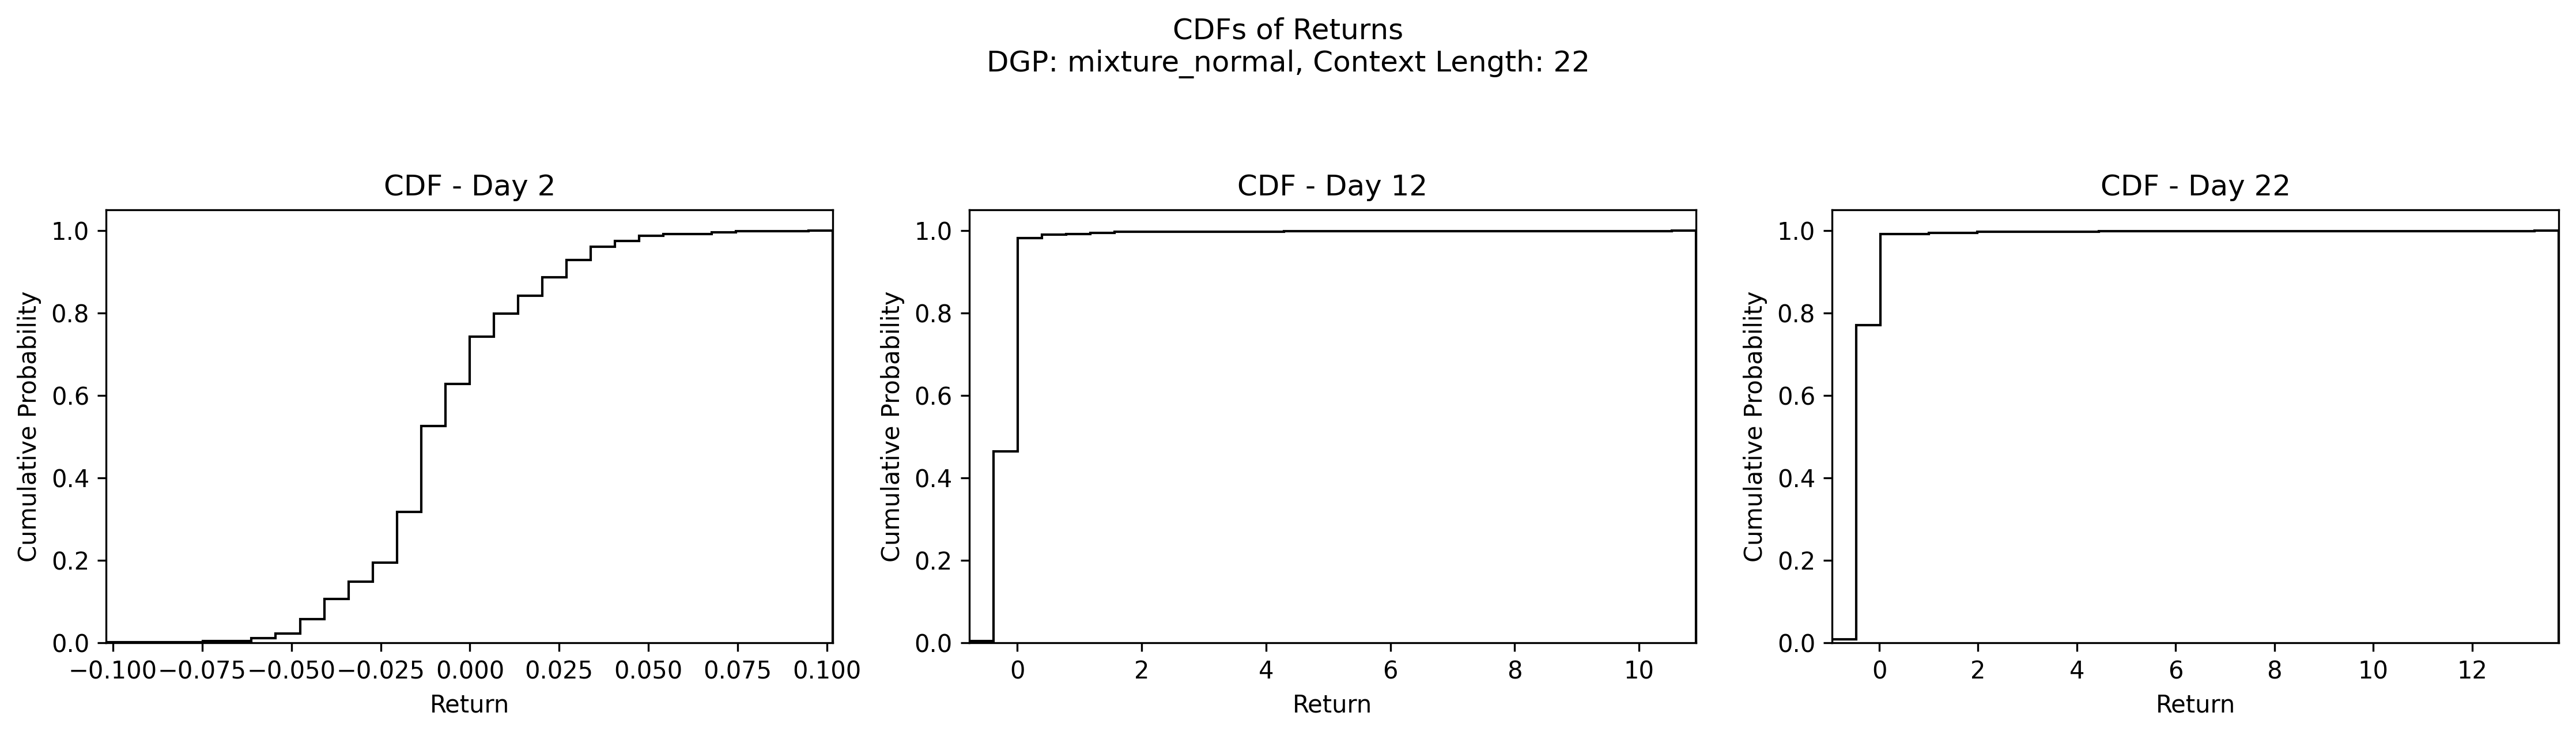 CDFs of Returns
DGP: mixture_normal, Context Length: 22
CDF - Day 2
1.0
0.8
0.6
0.4
0.2
0.0
Cumulative Probability
−0.100 −0.075 −0.050 −0.025 0.000 0.025 0.050 0.075 0.100
Return
CDF - Day 12
1.0
0.8
0.6
0.4
0.2
0.0
Cumulative Probability
0 2 4 6 8 10
Return
CDF - Day 22
1.0
0.8
0.6
0.4
0.2
0.0
Cumulative Probability
0 2 4 6 8 10 12
Return